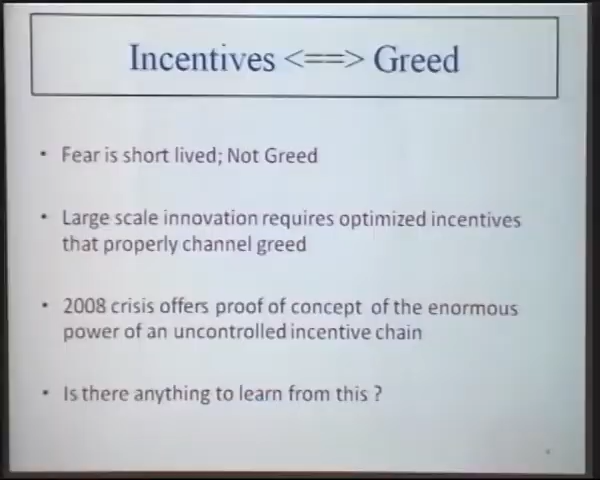 Incentives <==> Greed
• Fear is short lived; Not Greed
• Large scale innovation requires optimized incentives
that properly channel greed
• 2008 crisis offers proof of concept of the enormous
power of an uncontrolled incentive chain
• Is there anything to learn from this ?